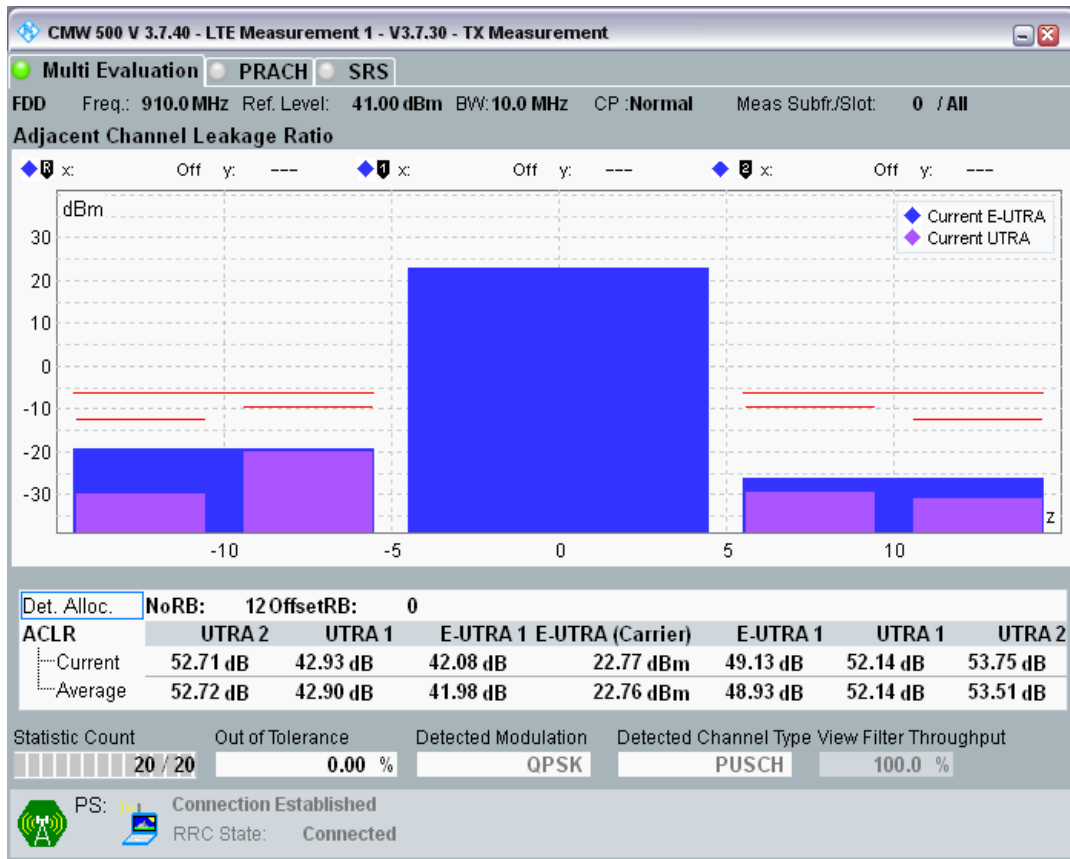 CMW 500 V 3.7.40 - LTE Measurement 1 - V3.7.30 - TX Measurement
Multi Evaluation PRACH SRS
FDD Freq.: 910.0 MHz Ref. Level: 41.00 dBm BW: 10.0 MHz CP :Normal Meas Subfr./Slot: 0 / All
Adjacent Channel Leakage Ratio
R x: Off y: --- 1 x: Off y: --- 2 x: Off y: ---
dBm
Current E-UTRA
Current UTRA
30
20
10
0
-10
-20
-30
z
-10 -5 0 5 10
Det. Alloc. NoRB: 12 OffsetRB: 0
ACLR UTRA 2 UTRA 1 E-UTRA 1 E-UTRA (Carrier) E-UTRA 1 UTRA 1 UTRA 2
Current 52.71 dB 42.93 dB 42.08 dB 22.77 dBm 49.13 dB 52.14 dB 53.75 dB
Average 52.72 dB 42.90 dB 41.98 dB 22.76 dBm 48.93 dB 52.14 dB 53.51 dB
Statistic Count Out of Tolerance Detected Modulation Detected Channel Type View Filter Throughput
20 / 20 0.00 % QPSK PUSCH 100.0 %
PS: Connection Established
RRC State: Connected